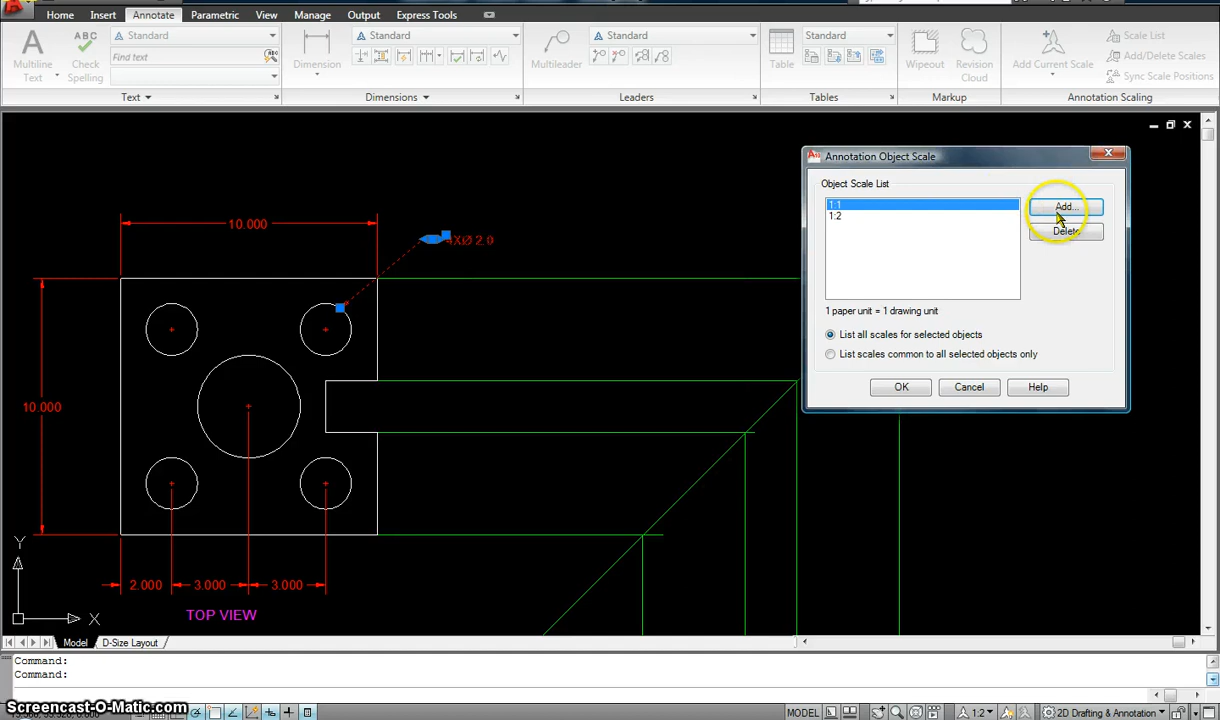 Home Insert Annotate Parametric View Manage Output Express Tools
Multiline Text
ABC
Check Spelling
Standard
Find text
Text
Dimension
Standard
Dimensions
Multileader
Standard
Leaders
Table
Standard
Tables
Wipeout
Revision Cloud
Markup
Add Current Scale
Scale List
Add/Delete Scales
Sync Scale Positions
Annotation Scaling
Annotation Object Scale
Object Scale List
1:1
1:2
Add...
Delete
1 paper unit = 1 drawing unit
List all scales for selected objects
List scales common to all selected objects only
OK Cancel Help
10.000
4XØ 2.0
10.000
2.000 3.000 3.000
TOP VIEW
Y
X
Model D-Size Layout
Command:
Command:
Screencast-O-Matic.com
MODEL
1:2
2D Drafting & Annotation